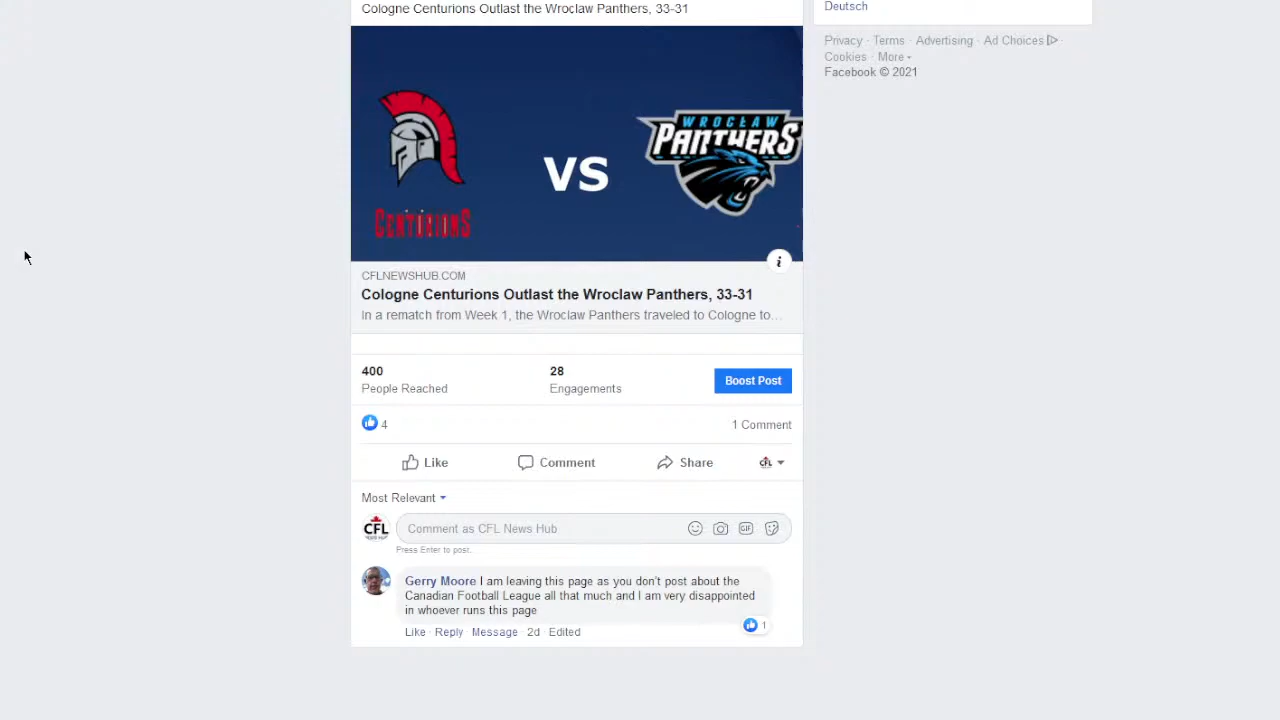 Cologne Centurions Outlast the Wroclaw Panthers, 33-31
Deutsch
Privacy · Terms · Advertising · Ad Choices ·
Cookies · More
Facebook © 2021
WROCŁAW
PANTHERS
VS
CENTURIONS
i
CFLNEWSHUB.COM
Cologne Centurions Outlast the Wroclaw Panthers, 33-31
In a rematch from Week 1, the Wroclaw Panthers traveled to Cologne to…
400
People Reached
28
Engagements
Boost Post
4
1 Comment
Like
Comment
Share
CFL
Most Relevant
CFL
Comment as CFL News Hub
GIF
Press Enter to post.
Gerry Moore I am leaving this page as you don't post about the
Canadian Football League all that much and I am very disappointed
in whoever runs this page
1
Like · Reply · Message · 2d · Edited